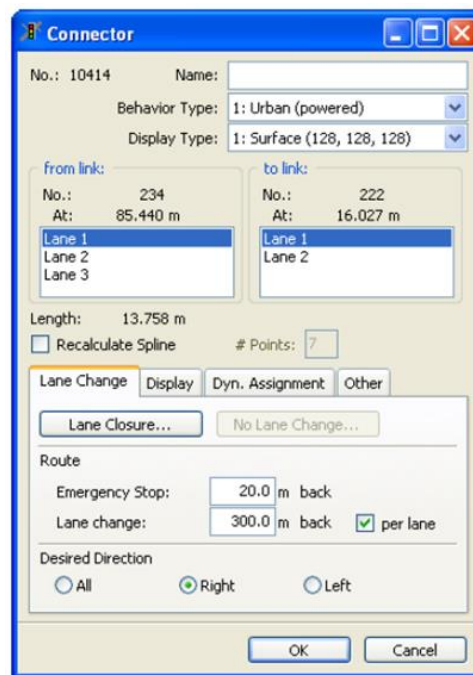 Connector
No.: 10414 Name:
Behavior Type: 1: Urban (powered)
Display Type: 1: Surface (128, 128, 128)
from link: to link:
No.: 234 No.: 222
At: 85.440 m At: 16.027 m
Lane 1 Lane 1
Lane 2 Lane 2
Lane 3
Length: 13.758 m
Recalculate Spline # Points: 7
Lane Change Display Dyn. Assignment Other
Lane Closure... No Lane Change...
Route
Emergency Stop: 20.0 m back
Lane change: 300.0 m back per lane
Desired Direction
All Right Left
OK Cancel